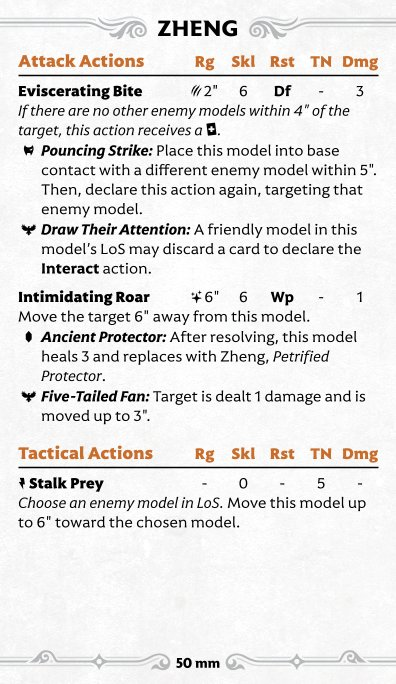 ZHENG
Attack Actions Rg Skl Rst TN Dmg
Eviscerating Bite 2" 6 Df - 3
If there are no other enemy models within 4" of the
target, this action receives a .
Pouncing Strike: Place this model into base
contact with a different enemy model within 5".
Then, declare this action again, targeting that
enemy model.
Draw Their Attention: A friendly model in this
model's LoS may discard a card to declare the
Interact action.
Intimidating Roar 6" 6 Wp - 1
Move the target 6" away from this model.
Ancient Protector: After resolving, this model
heals 3 and replaces with Zheng, Petrified
Protector.
Five-Tailed Fan: Target is dealt 1 damage and is
moved up to 3".
Tactical Actions Rg Skl Rst TN Dmg
Stalk Prey - 0 - 5 -
Choose an enemy model in LoS. Move this model up
to 6" toward the chosen model.
50 mm